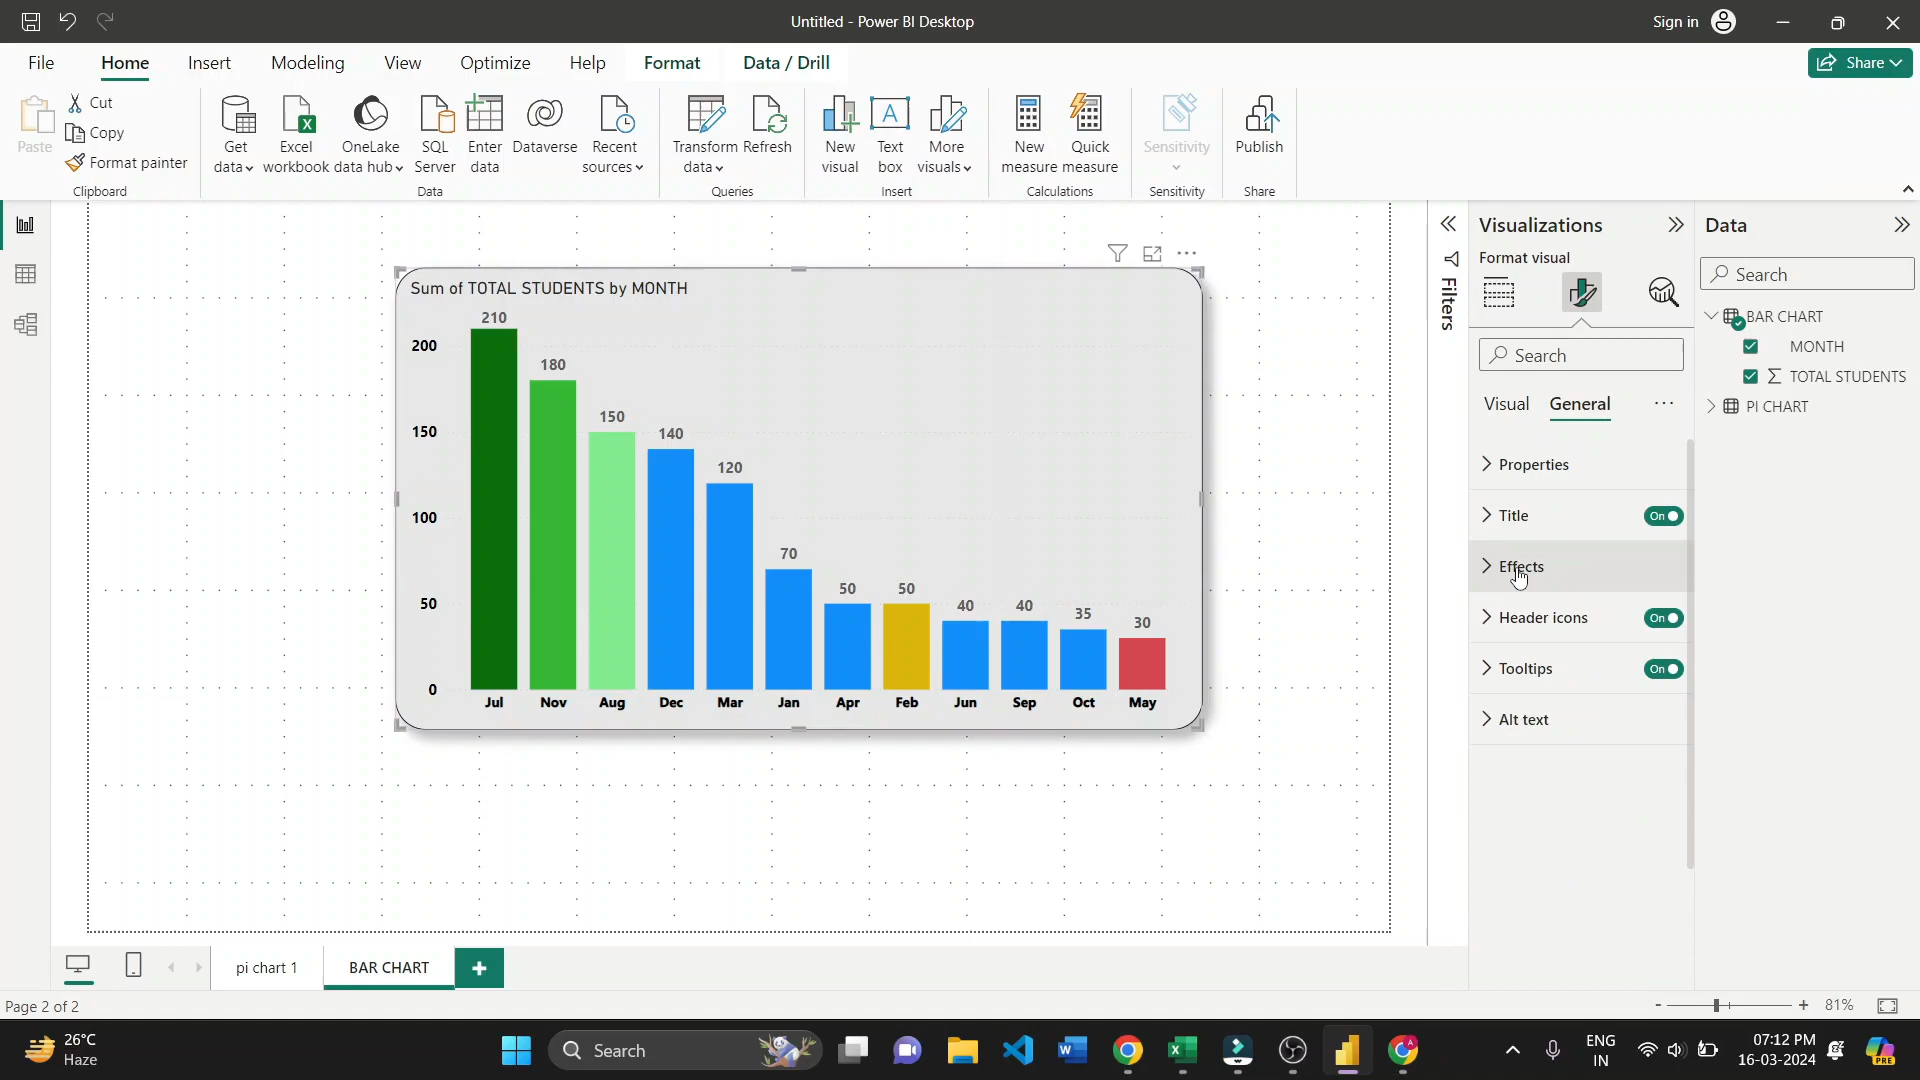 Untitled - Power BI Desktop
Sign in
File Home Insert Modeling View Optimize Help Format Data / Drill
Share
Paste
Cut
Copy
Format painter
Clipboard
Get data
Excel workbook
OneLake data hub
SQL Server
Enter data
Dataverse
Recent sources
Data
Transform data
Refresh
Queries
New visual
A
Text box
More visuals
Insert
New measure
Quick measure
Calculations
Sensitivity
Sensitivity
Publish
Share
Sum of TOTAL STUDENTS by MONTH
210
200
180
150
150
140
120
100
70
50
50
50
40
40
35
30
0
Jul Nov Aug Dec Mar Jan Apr Feb Jun Sep Oct May
Filters
Visualizations
Format visual
Search
Visual General
Properties
Title On
Effects
Header icons On
Tooltips On
Alt text
Data
Search
BAR CHART
MONTH
Σ TOTAL STUDENTS
PI CHART
pi chart 1
BAR CHART
Page 2 of 2
- + 81%
26°C
Haze
Search
ENG
IN
07:12 PM
16-03-2024
PRE